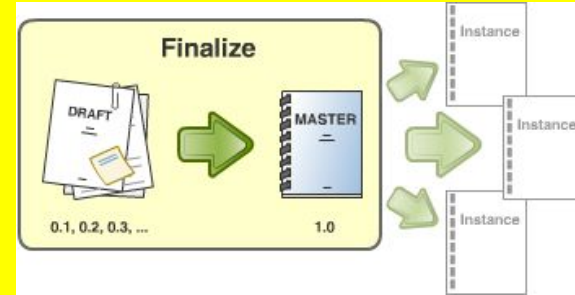 Finalize
DRAFT
MASTER
0.1, 0.2, 0.3, ...
1.0
Instance
Instance
Instance